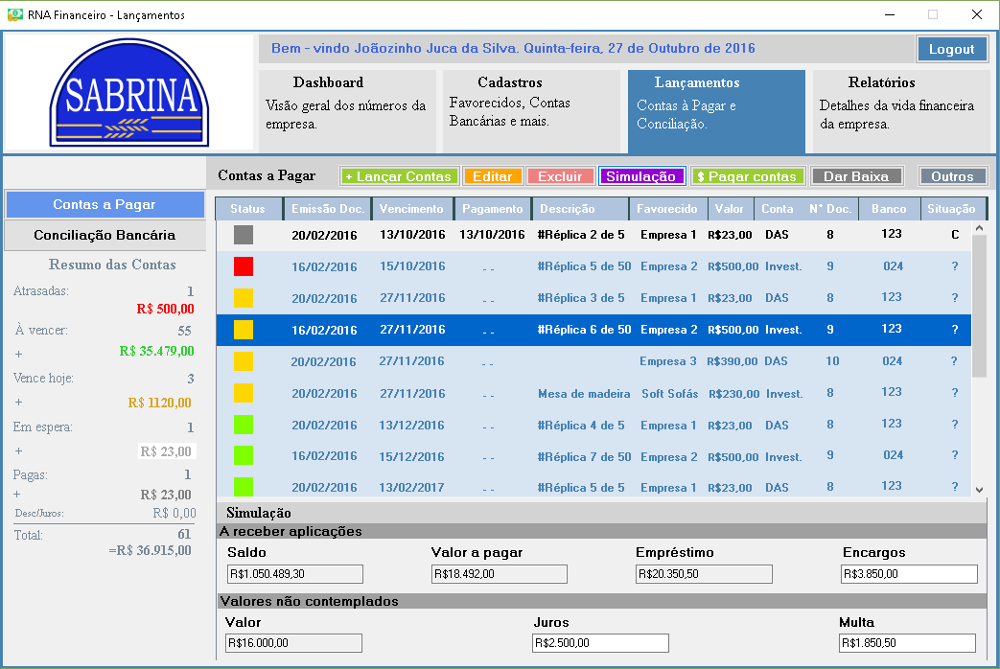 RNA Financeiro - Lançamentos
SABRINA
Bem - vindo Joãozinho Juca da Silva. Quinta-feira, 27 de Outubro de 2016
Logout
Dashboard
Visão geral dos números da
empresa.
Cadastros
Favorecidos, Contas
Bancárias e mais.
Lançamentos
Contas à Pagar e
Conciliação.
Relatórios
Detalhes da vida financeira
da empresa.
Contas a Pagar
Conciliação Bancária
Resumo das Contas
Atrasadas: 1
R$ 500,00
À vencer: 55
+ R$ 35.479,00
Vence hoje: 3
+ R$ 1120,00
Em espera: 1
+ R$ 23,00
Pagas: 1
+ R$ 23,00
Desc/Juros: R$ 0,00
Total: 61
=R$ 36.915,00
Contas a Pagar + Lançar Contas Editar Excluir Simulação $ Pagar contas Dar Baixa Outros
Status Emissão Doc. Vencimento Pagamento Descrição Favorecido Valor Conta N° Doc. Banco Situação
20/02/2016 13/10/2016 13/10/2016 #Réplica 2 de 5 Empresa 1 R$23,00 DAS 8 123 C
16/02/2016 15/10/2016 - - #Réplica 5 de 50 Empresa 2 R$500,00 Invest. 9 024 ?
20/02/2016 27/11/2016 - - #Réplica 3 de 5 Empresa 1 R$23,00 DAS 8 123 ?
16/02/2016 27/11/2016 - - #Réplica 6 de 50 Empresa 2 R$500,00 Invest. 9 123 ?
20/02/2016 27/11/2016 - - Empresa 3 R$390,00 DAS 10 024 ?
20/02/2016 27/11/2016 - - Mesa de madeira Soft Sofás R$230,00 Invest. 8 123 ?
20/02/2016 13/12/2016 - - #Réplica 4 de 5 Empresa 1 R$23,00 DAS 8 123 ?
16/02/2016 15/12/2016 - - #Réplica 7 de 50 Empresa 2 R$500,00 Invest. 9 024 ?
20/02/2016 13/02/2017 - - #Réplica 5 de 5 Empresa 1 R$23,00 DAS 8 123 ?
Simulação
A receber aplicações
Saldo Valor a pagar Empréstimo Encargos
R$1.050.489,30 R$18.492,00 R$20.350,50 R$3.850,00
Valores não contemplados
Valor Juros Multa
R$16.000,00 R$2.500,00 R$1.850,50